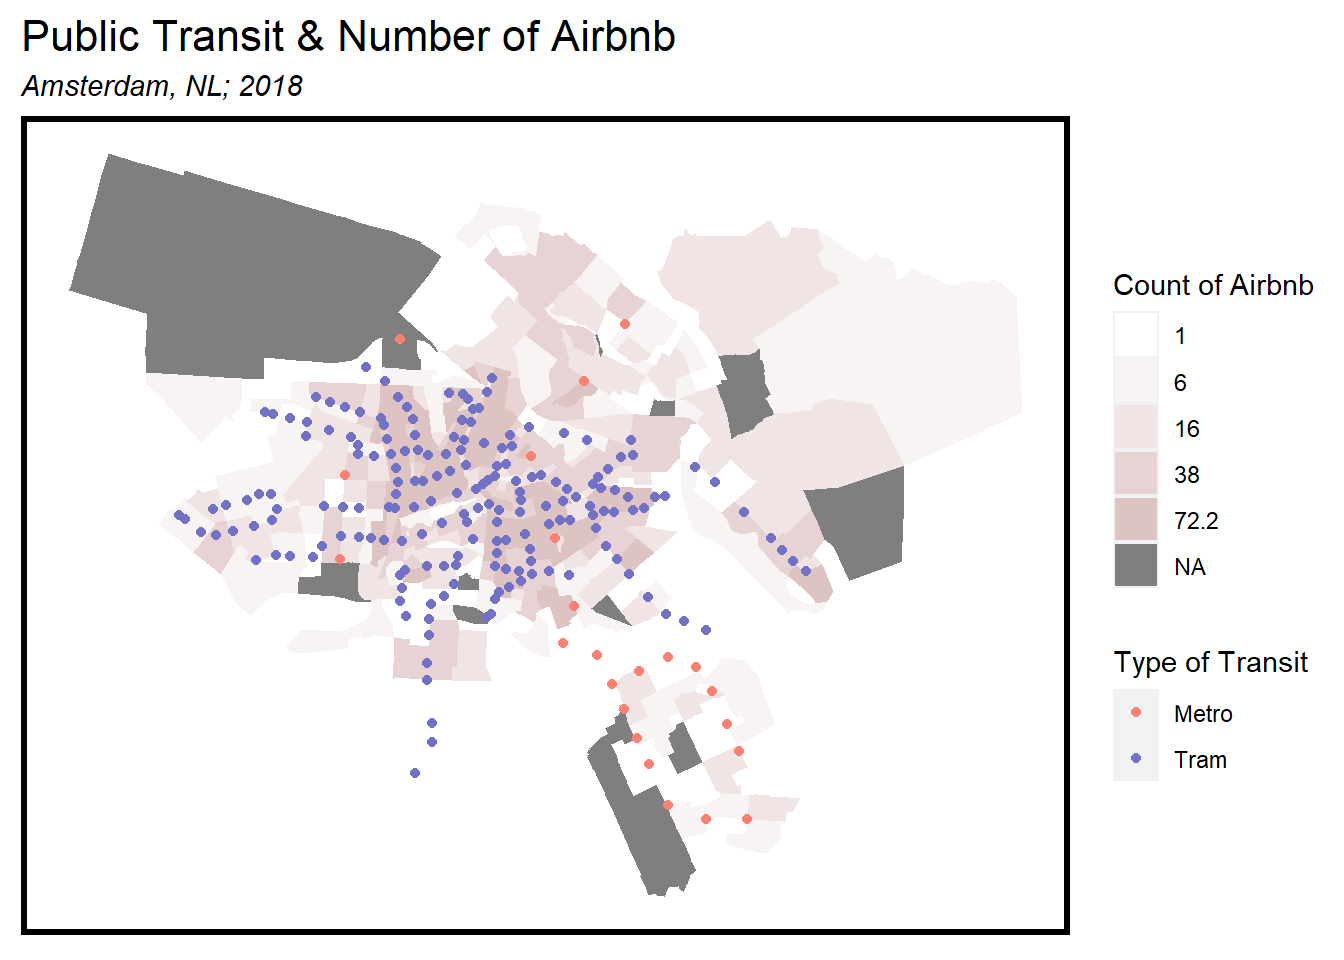 Public Transit & Number of Airbnb
Amsterdam, NL; 2018
Count of Airbnb
1
6
16
38
72.2
NA
Type of Transit
Metro
Tram